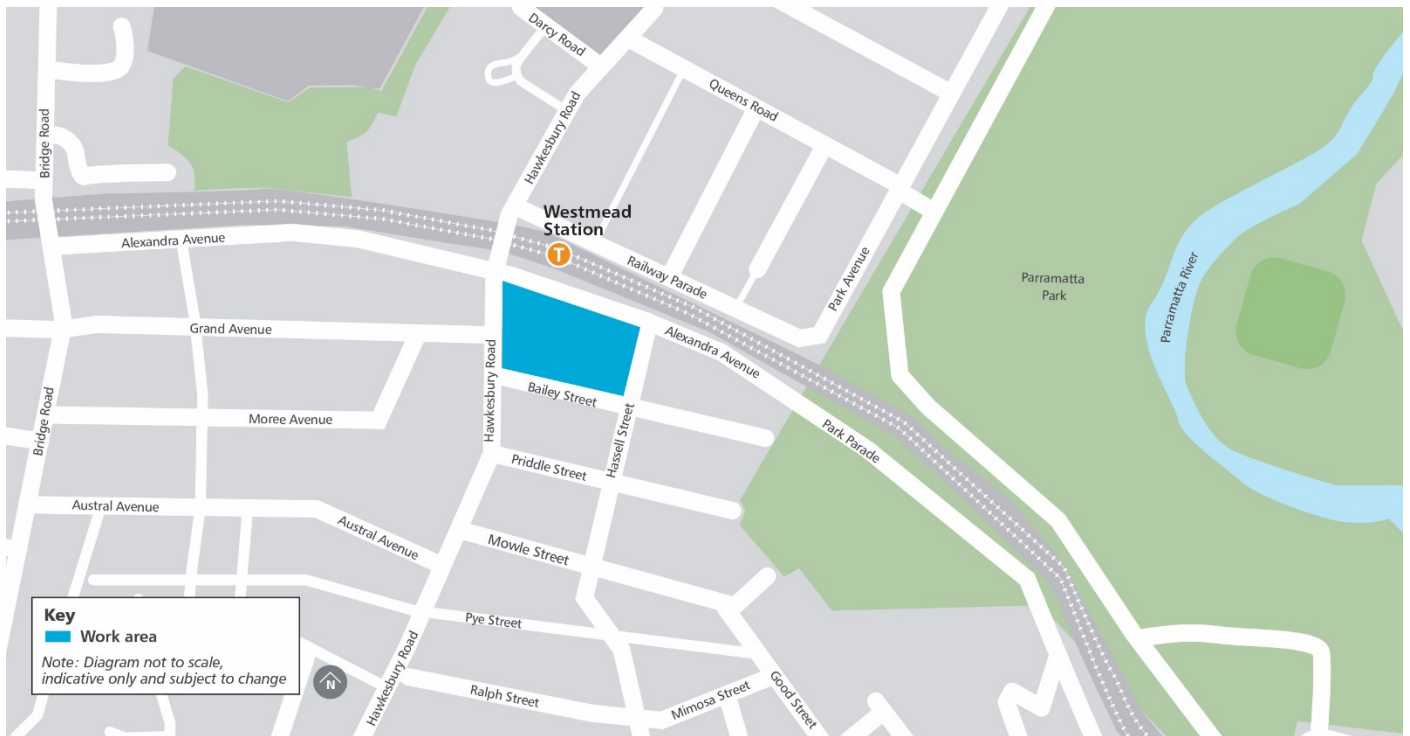 Darcy Road
Hawkesbury Road
Queens Road
Bridge Road
Westmead
Station
T
Alexandra Avenue
Railway Parade
Park Avenue
Parramatta
Park
Parramatta River
Grand Avenue
Alexandra Avenue
Hawkesbury Road
Bailey Street
Moree Avenue
Bridge Road
Hassell Street
Park Parade
Priddle Street
Austral Avenue
Austral Avenue
Mowle Street
Pye Street
Hawkesbury Road
Ralph Street
Mimosa Street
Good Street
Key
Work area
Note: Diagram not to scale,
indicative only and subject to change
N